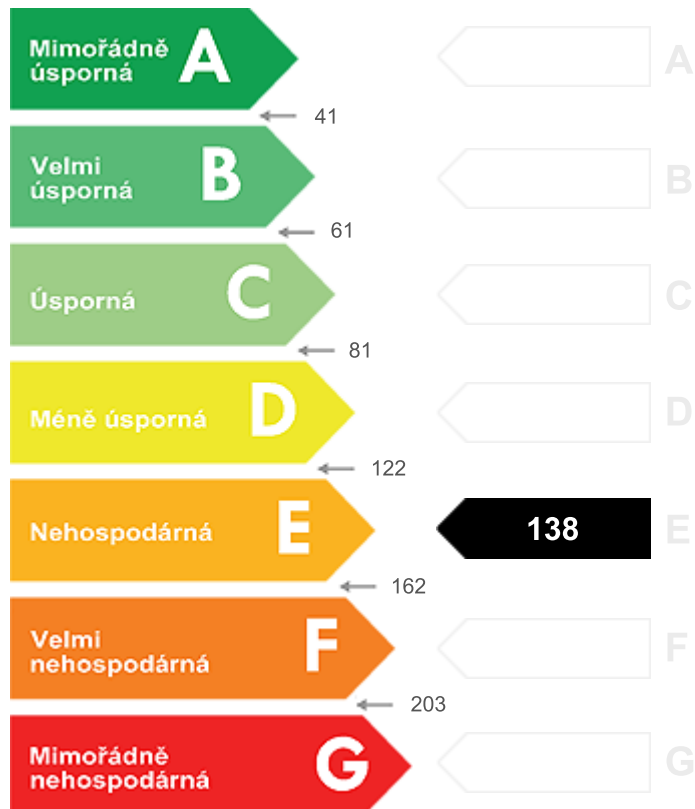 Mimořádně
úsporná
A
A
41
Velmi
úsporná
B
B
61
Úsporná
C
C
81
Méně úsporná
D
D
122
Nehospodárná
E
138
E
162
Velmi
nehospodárná
F
F
203
Mimořádně
nehospodárná
G
G